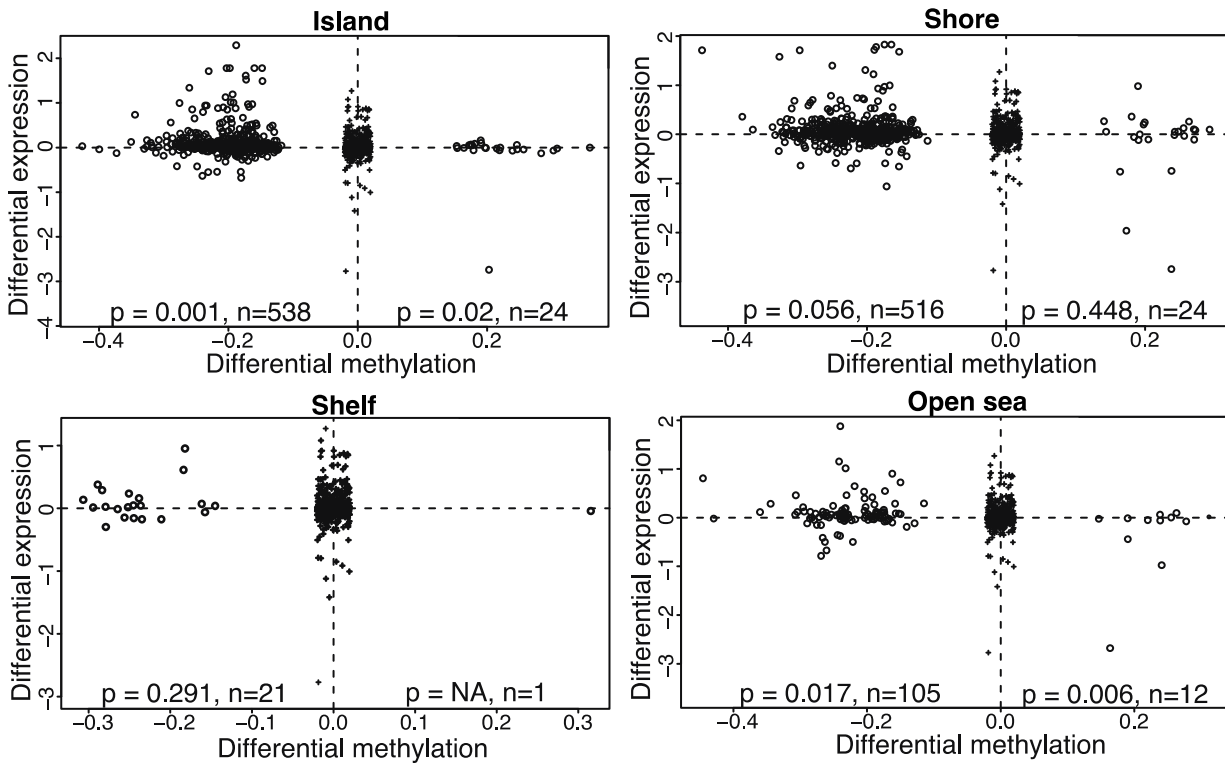 Island
Differential expression
2
1
0
−1
−2
−3
−4
p = 0.001, n=538
p = 0.02, n=24
−0.4
−0.2
0.0
0.2
Differential methylation
Shore
Differential expression
2
1
0
−1
−2
−3
p = 0.056, n=516
p = 0.448, n=24
−0.4
−0.2
0.0
0.2
Differential methylation
Shelf
Differential expression
1
0
−1
−2
−3
p = 0.291, n=21
p = NA, n=1
−0.3
−0.2
−0.1
0.0
0.1
0.2
0.3
Differential methylation
Open sea
Differential expression
2
1
0
−1
−2
−3
p = 0.017, n=105
p = 0.006, n=12
−0.4
−0.2
0.0
0.2
Differential methylation